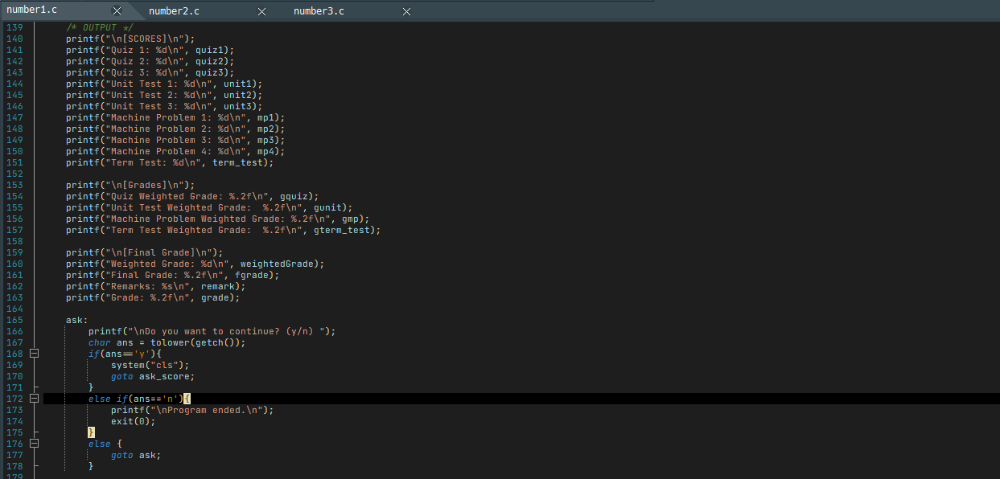 number1.c number2.c number3.c
139 /* OUTPUT */
140 printf("\n[SCORES]\n");
141 printf("Quiz 1: %d\n", quiz1);
142 printf("Quiz 2: %d\n", quiz2);
143 printf("Quiz 3: %d\n", quiz3);
144 printf("Unit Test 1: %d\n", unit1);
145 printf("Unit Test 2: %d\n", unit2);
146 printf("Unit Test 3: %d\n", unit3);
147 printf("Machine Problem 1: %d\n", mp1);
148 printf("Machine Problem 2: %d\n", mp2);
149 printf("Machine Problem 3: %d\n", mp3);
150 printf("Machine Problem 4: %d\n", mp4);
151 printf("Term Test: %d\n", term_test);
152
153 printf("\n[Grades]\n");
154 printf("Quiz Weighted Grade: %.2f\n", gquiz);
155 printf("Unit Test Weighted Grade:  %.2f\n", gunit);
156 printf("Machine Problem Weighted Grade: %.2f\n", gmp);
157 printf("Term Test Weighted Grade:  %.2f\n", gterm_test);
158
159 printf("\n[Final Grade]\n");
160 printf("Weighted Grade: %d\n", weightedGrade);
161 printf("Final Grade: %.2f\n", fgrade);
162 printf("Remarks: %s\n", remark);
163 printf("Grade: %.2f\n", grade);
164
165 ask:
166 printf("\nDo you want to continue? (y/n) ");
167 char ans = tolower(getch());
168 if(ans=='y'){
169 system("cls");
170 goto ask_score;
171 }
172 else if(ans=='n'){
173 printf("\nProgram ended.\n");
174 exit(0);
175 }
176 else {
177 goto ask;
178 }
179